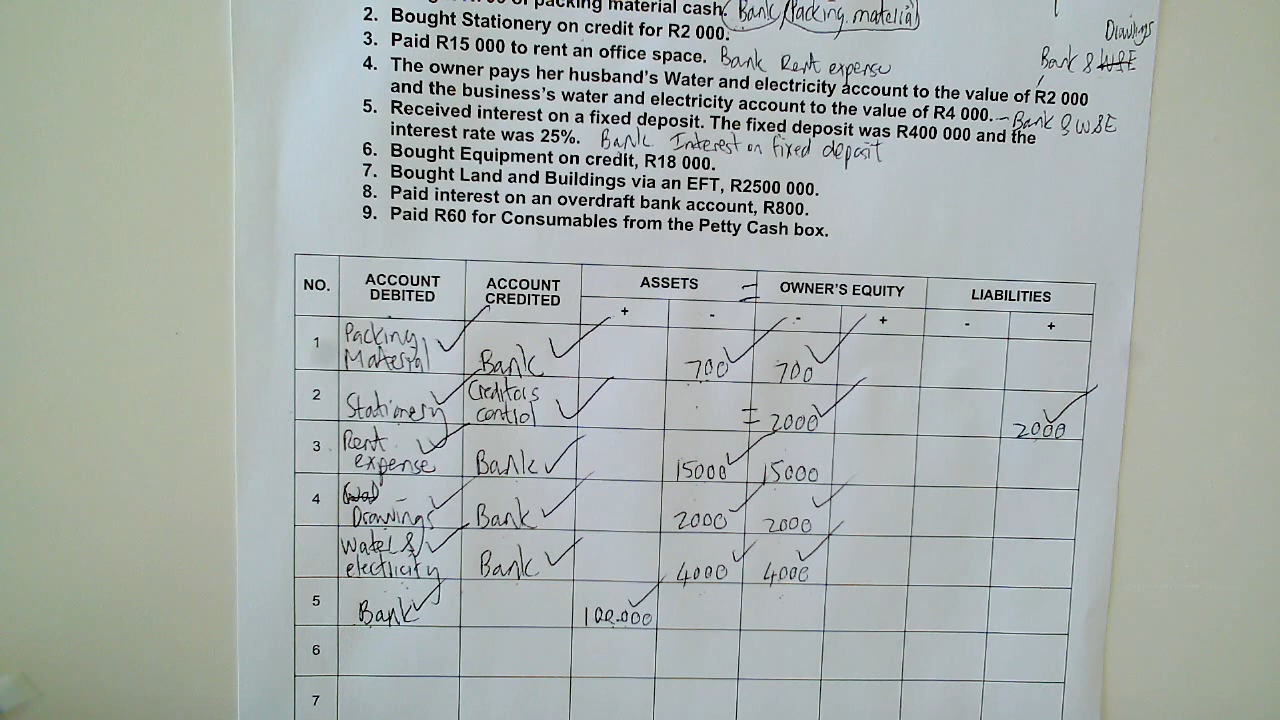 of packing material cash. (Bank/Packing material)
2. Bought Stationery on credit for R2 000.
Drawings
3. Paid R15 000 to rent an office space. Bank Rent expense
Bank & W&E
4. The owner pays her husband's Water and electricity account to the value of R2 000
and the business's water and electricity account to the value of R4 000. - Bank & W&E
5. Received interest on a fixed deposit. The fixed deposit was R400 000 and the
interest rate was 25%. Bank Interest on fixed deposit
6. Bought Equipment on credit, R18 000.
7. Bought Land and Buildings via an EFT, R2500 000.
8. Paid interest on an overdraft bank account, R800.
9. Paid R60 for Consumables from the Petty Cash box.
NO. ACCOUNT DEBITED ACCOUNT CREDITED ASSETS = OWNER'S EQUITY LIABILITIES
+ - - + - +
1 Packing Material Bank 700 700
2 Stationery Creditors control - 2000 2000
3 Rent expense Bank 15000 15000
4 Drawings Bank 2000 2000
Water & electricity Bank 4000 4000
5 Bank 100.000
6
7